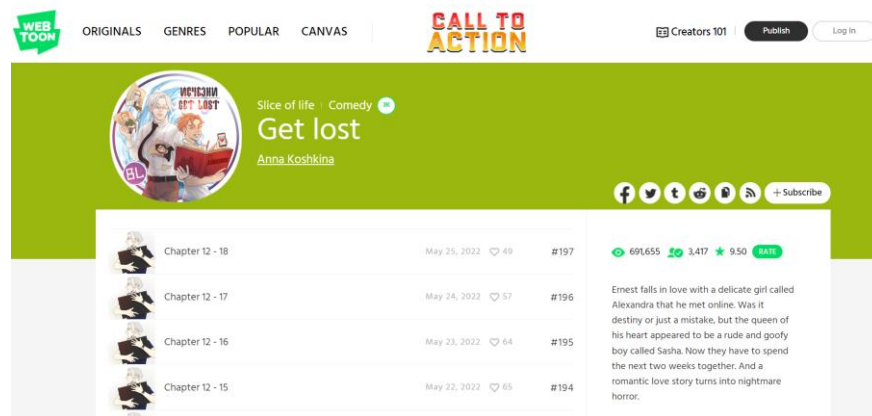 WEB
TOON
ORIGINALS GENRES POPULAR CANVAS
CALL TO
ACTION
Creators 101
Publish
Log In
ИСЧЕЗНИ
GET LOST
BL
Slice of life Comedy
Get lost
Anna Koshkina
+ Subscribe
Chapter 12 - 18 May 25, 2022 49 #197
Chapter 12 - 17 May 24, 2022 57 #196
Chapter 12 - 16 May 23, 2022 64 #195
Chapter 12 - 15 May 22, 2022 65 #194
691,655 3,417 9.50 RATE
Ernest falls in love with a delicate girl called
Alexandra that he met online. Was it
destiny or just a mistake, but the queen of
his heart appeared to be a rude and goofy
boy called Sasha. Now they have to spend
the next two weeks together. And a
romantic love story turns into nightmare
horror.